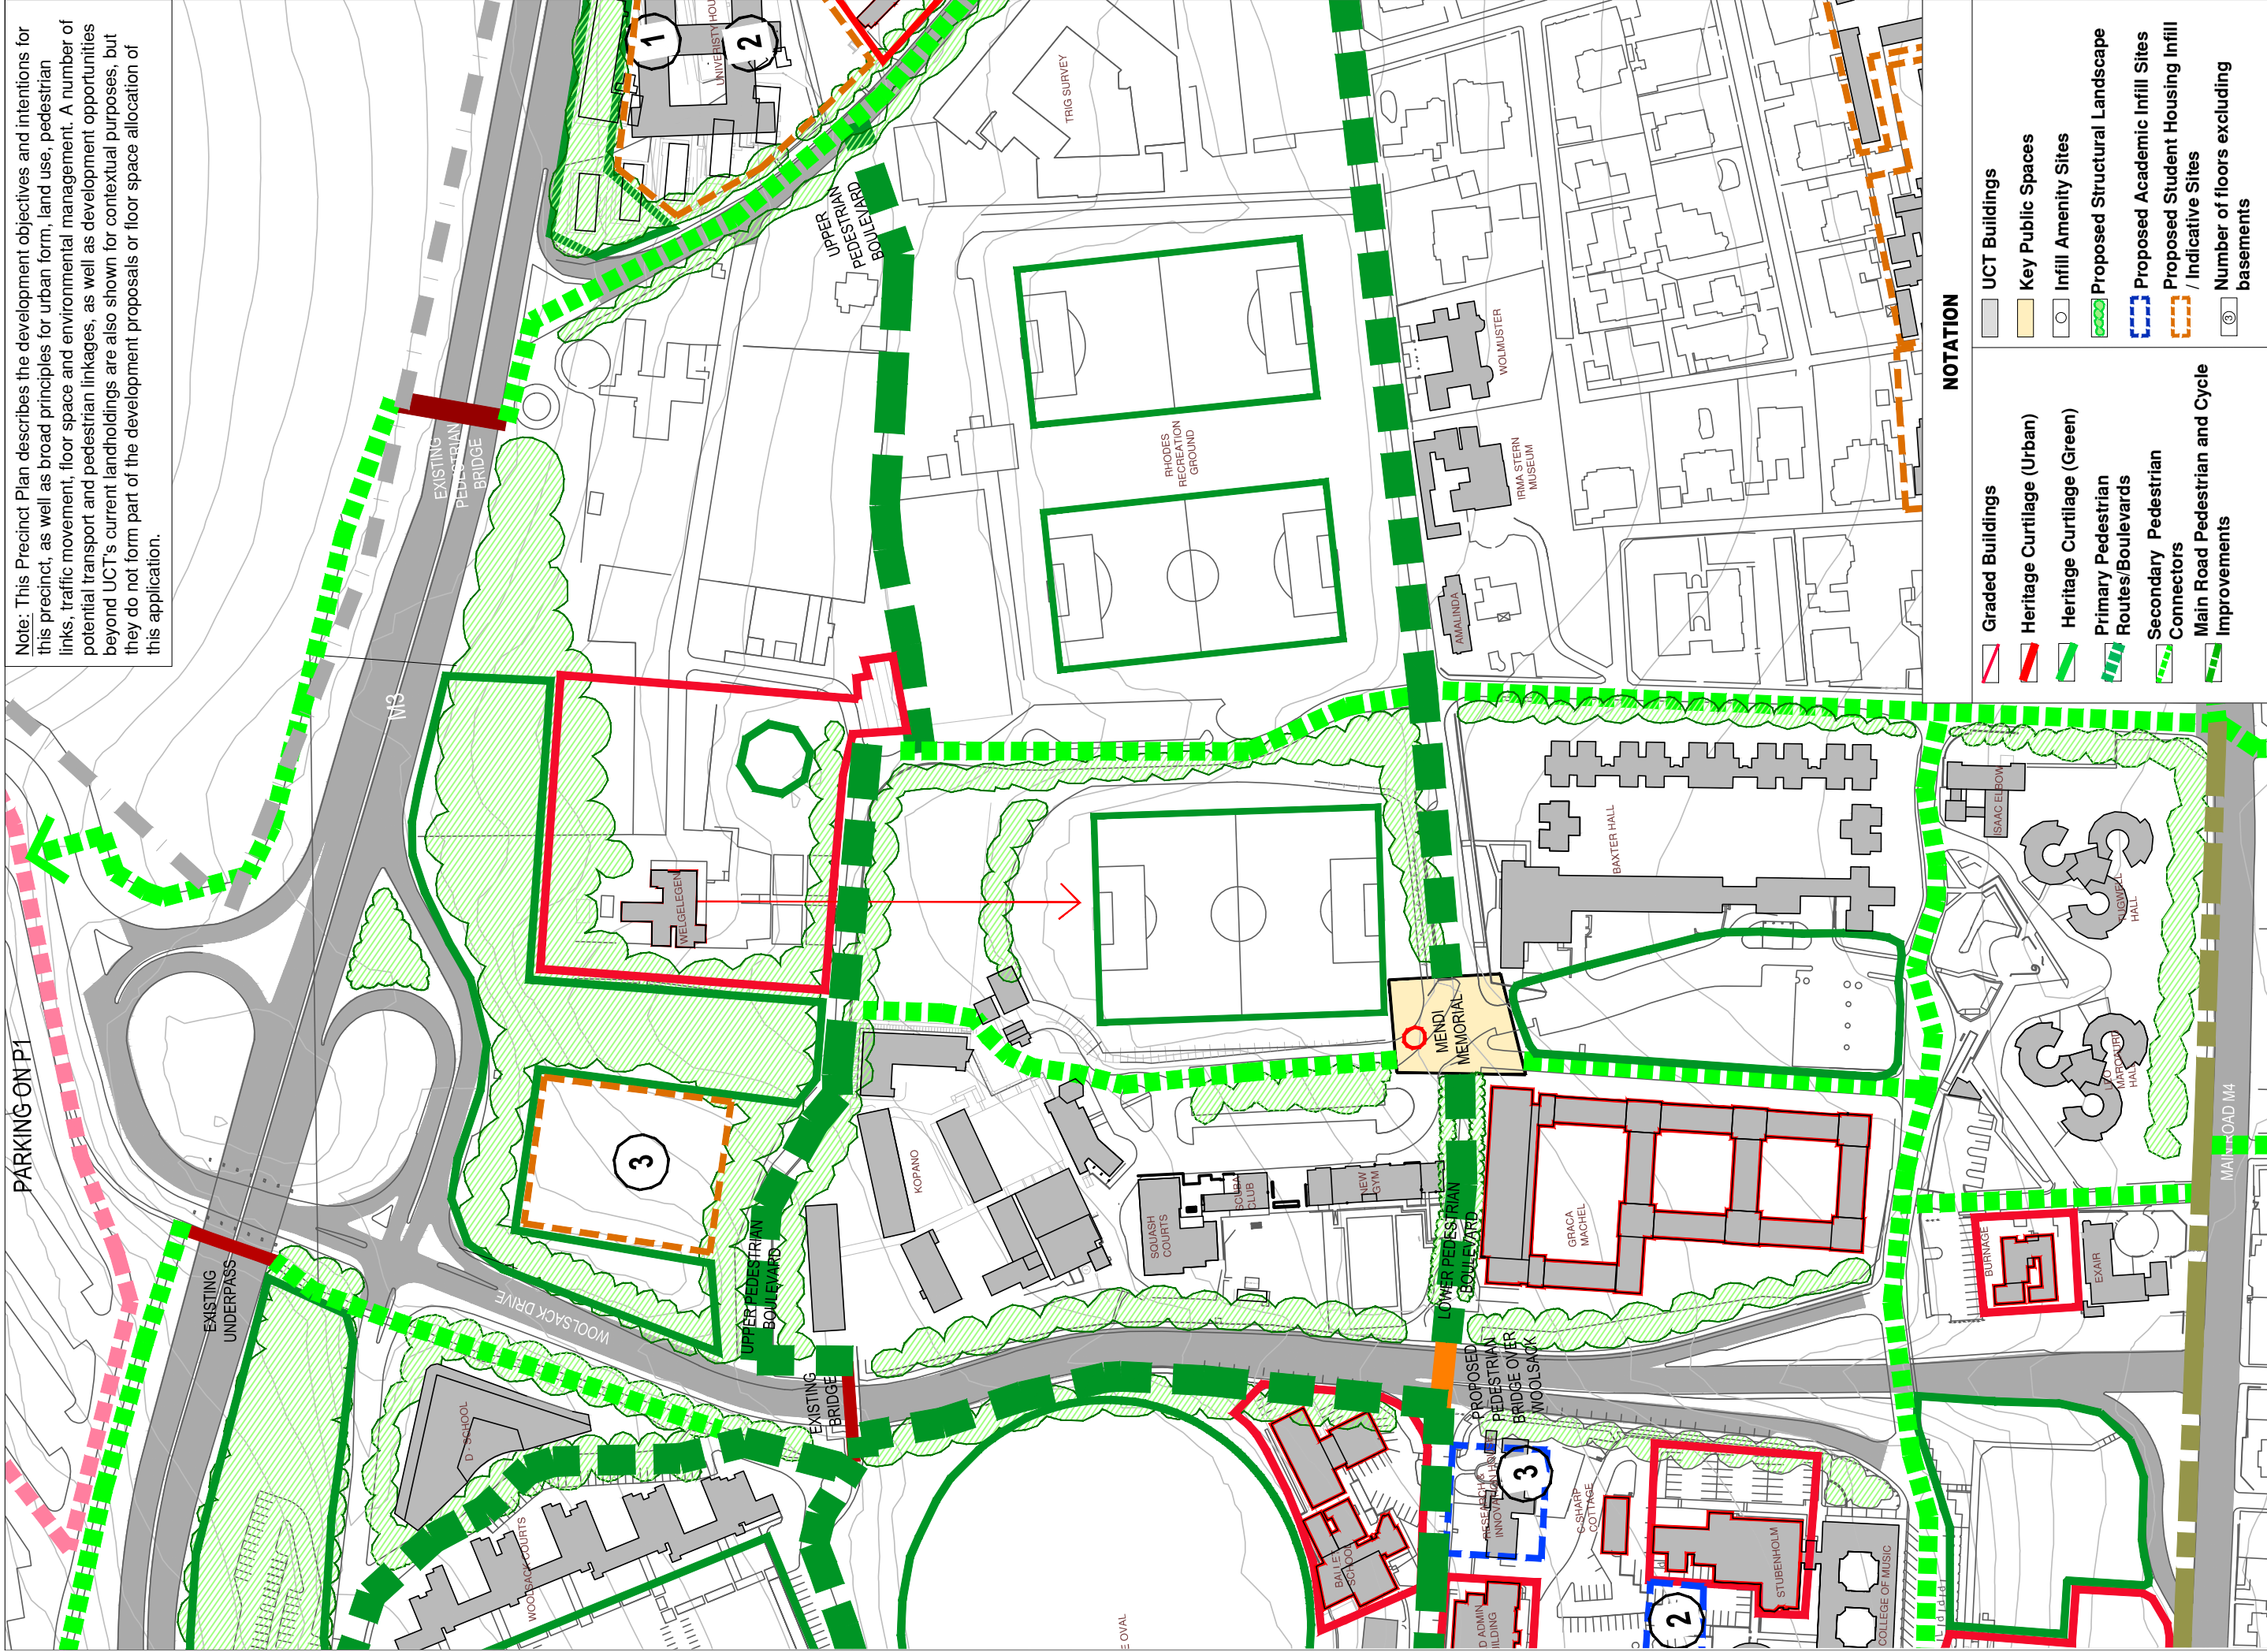 Note: This Precinct Plan describes the development objectives and intentions for
this precinct, as well as broad principles for urban form, land use, pedestrian
links, traffic movement, floor space and environmental management. A number of
potential transport and pedestrian linkages, as well as development opportunities
beyond UCT's current landholdings are also shown for contextual purposes, but
they do not form part of the development proposals or floor space allocation of
this application.
PARKING ON P1
M3
EXISTING
PEDESTRIAN
BRIDGE
1
2
UNIVERISTY HOU
UPPER
PEDESTRIAN
BOULEVARD
TRIG SURVEY
RHODES
RECREATION
GROUND
WOLMUNSTER
IRMA STERN
MUSEUM
AMALINDA
WELGELEGEN
3
EXISTING
UNDERPASS
WOOLSACK DRIVE
UPPER PEDESTRIAN
BOULEVARD
KOPANO
SQUASH
COURTS
SCUBA
CLUB
NEW
GYM
MENDI
MEMORIAL
BAXTER HALL
ISAAC ELBOW
TUGWELL
HALL
LEO
MARQUARD
HALL
MAIN ROAD M4
GRACA
MACHEL
LOWER PEDESTRIAN
BOULEVARD
BURNAGE
EXAIR
EXISTING
BRIDGE
D - SCHOOL
WOOLSACK COURTS
E OVAL
BALLET
SCHOOL
PROPOSED
PEDESTRIAN
BRIDGE OVER
WOOLSACK
INNOVATION
3
C-SHARP
COTTAGE
D ADMIN
ILDING
2
STUBENHOLM
COLLEGE OF MUSIC
NOTATION
Graded Buildings
Heritage Curtilage (Urban)
Heritage Curtilage (Green)
Primary Pedestrian
Routes/Boulevards
Secondary Pedestrian
Connectors
Main Road Pedestrian and Cycle
Improvements
UCT Buildings
Key Public Spaces
Infill Amenity Sites
Proposed Structural Landscape
Proposed Academic Infill Sites
Proposed Student Housing Infill
/ Indicative Sites
3
Number of floors excluding
basements